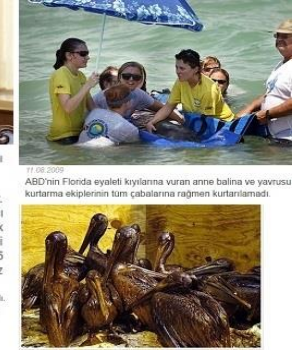 11.08.2009
ABD'nin Florida eyaleti kıyılarına vuran anne balina ve yavrusu
kurtarma ekiplerinin tüm çabalarına rağmen kurtarılamadı.